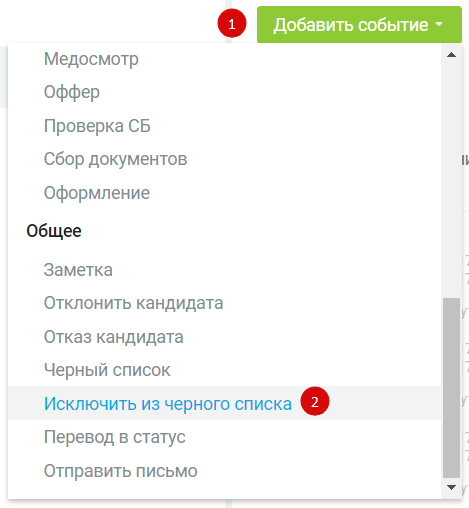 1 Добавить событие
Медосмотр
Оффер
Проверка СБ
Сбор документов
Оформление
Общее
Заметка
Отклонить кандидата
Отказ кандидата
Черный список
Исключить из черного списка 2
Перевод в статус
Отправить письмо